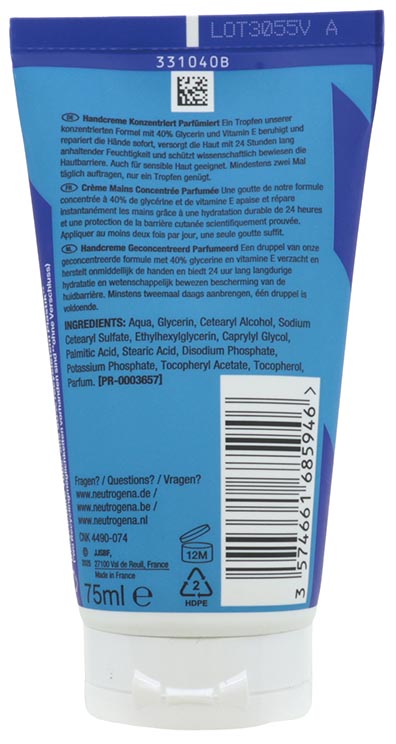 LOT3055V A
331040B
DE Handcreme Konzentriert Parfümiert Ein Tropfen unserer
konzentrierten Formel mit 40% Glycerin und Vitamin E beruhigt und
repariert die Hände sofort, versorgt die Haut mit 24 Stunden lang
anhaltender Feuchtigkeit und schützt wissenschaftlich bewiesen die
Hautbarriere. Auch für sensible Haut geeignet. Mindestens zwei Mal
täglich auftragen, nur ein Tropfen genügt.
FR Crème Mains Concentrée Parfumée Une goutte de notre formule
concentrée à 40% de glycérine et de vitamine E apaise et répare
instantanément les mains grâce à une hydratation durable de 24 heures
et une protection de la barrière cutanée scientifiquement prouvée.
Appliquer au moins deux fois par jour, une seule goutte suffit.
NL Handcreme Geconcentreerd Parfumeerd Een druppel van onze
geconcentreerde formule met 40% glycerine en vitamine E verzacht en
herstelt onmiddellijk de handen en biedt 24 uur lang langdurige
hydratatie en wetenschappelijk bewezen bescherming van de
huidbarrière. Minstens tweemaal daags aanbrengen, één druppel is
voldoende.
INGREDIENTS: Aqua, Glycerin, Cetearyl Alcohol, Sodium
Cetearyl Sulfate, Ethylhexylglycerin, Caprylyl Glycol,
Palmitic Acid, Stearic Acid, Disodium Phosphate,
Potassium Phosphate, Tocopheryl Acetate, Tocopherol,
Parfum. [PR-0003657]
Fragen? / Questions? / Vragen?
www.neutrogena.de /
www.neutrogena.be /
www.neutrogena.nl
CNK 4490-074
JJSBF,
27100 Val de Reuil, France
Made in France
75ml e
12M
2
HDPE
3 574661 685946 >
vorhanden sind *ohne Verschluss)